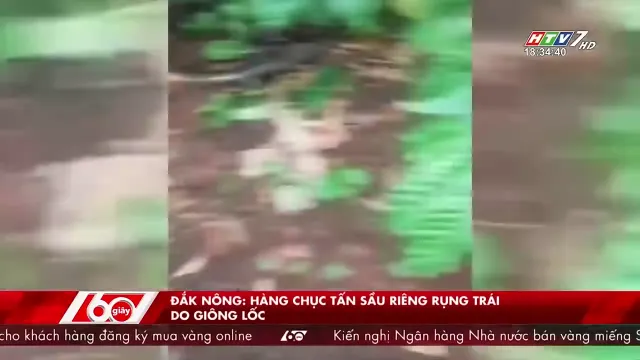 HTV7 HD
18:34:40
60 giây
ĐẮK NÔNG: HÀNG CHỤC TẤN SẦU RIÊNG RỤNG TRÁI
DO GIÔNG LỐC
cho khách hàng đăng ký mua vàng online 60 Kiến nghị Ngân hàng Nhà nước bán vàng miếng S